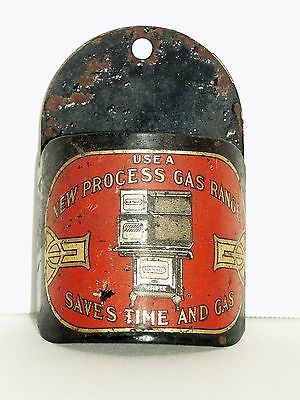 USE A
NEW PROCESS GAS RANGE
SAVES TIME AND GAS